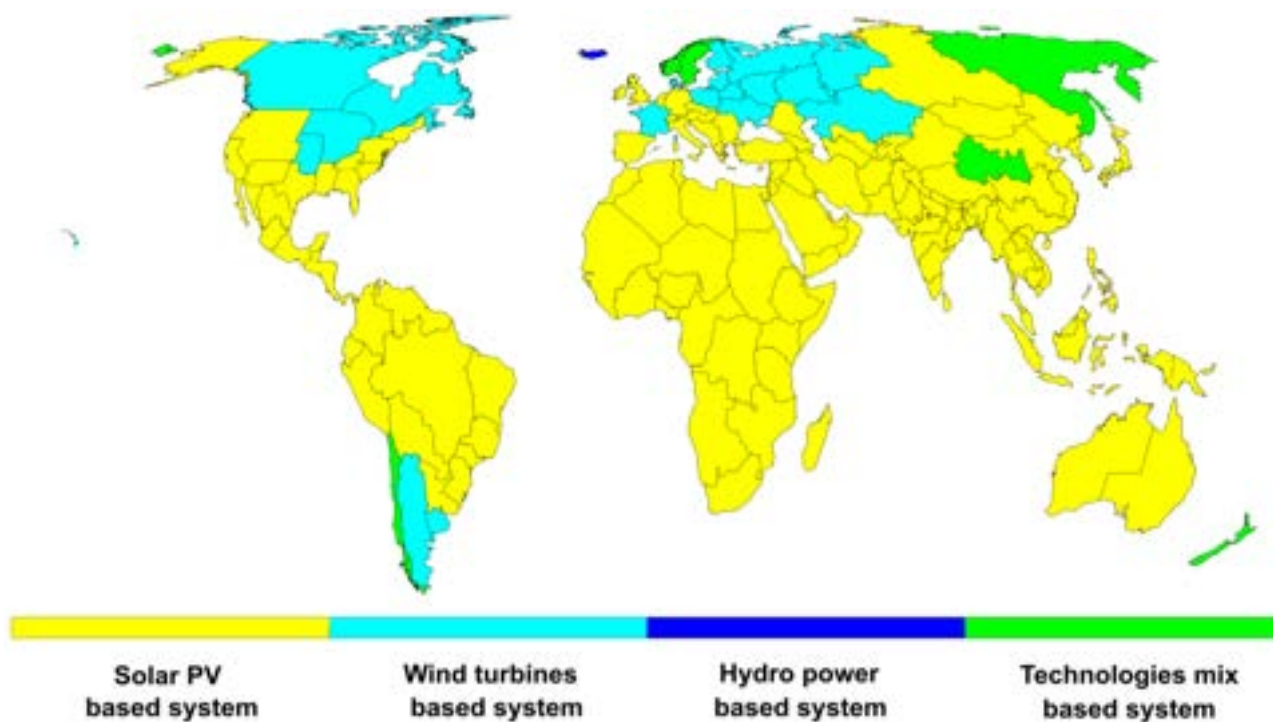 Solar PV
based system
Wind turbines
based system
Hydro power
based system
Technologies mix
based system